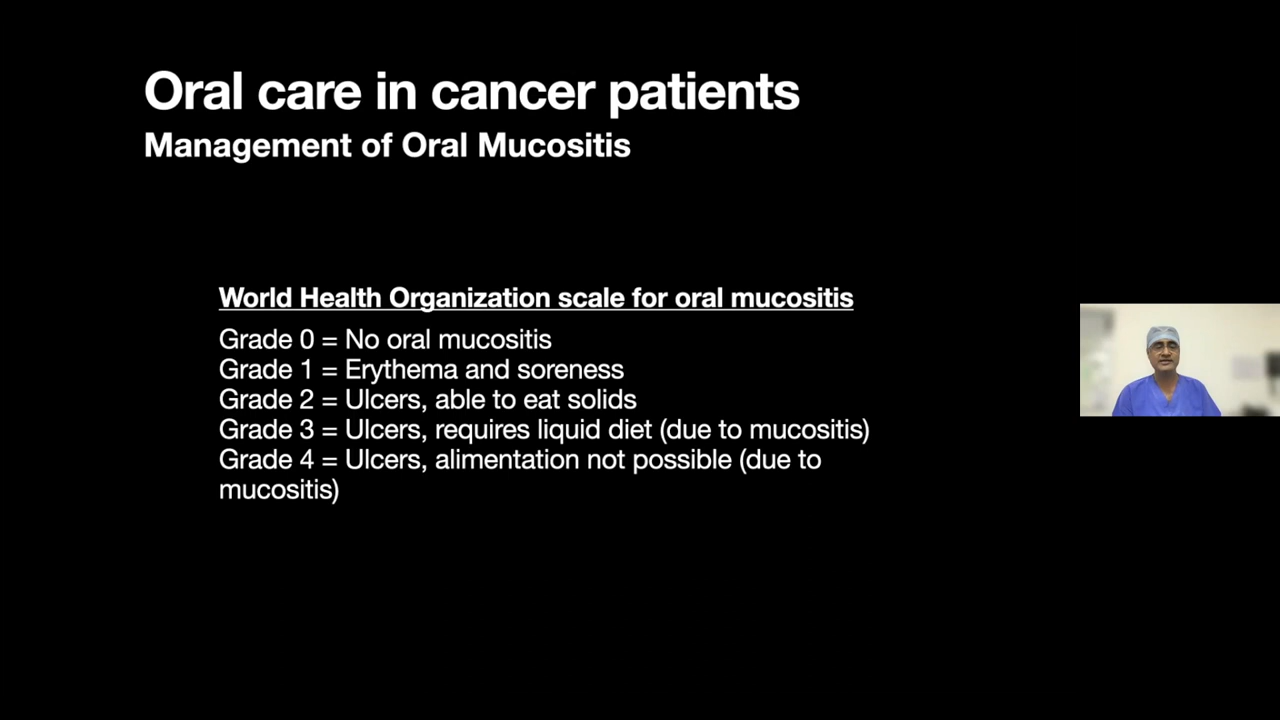 Oral care in cancer patients
Management of Oral Mucositis
World Health Organization scale for oral mucositis
Grade 0 = No oral mucositis
Grade 1 = Erythema and soreness
Grade 2 = Ulcers, able to eat solids
Grade 3 = Ulcers, requires liquid diet (due to mucositis)
Grade 4 = Ulcers, alimentation not possible (due to
mucositis)